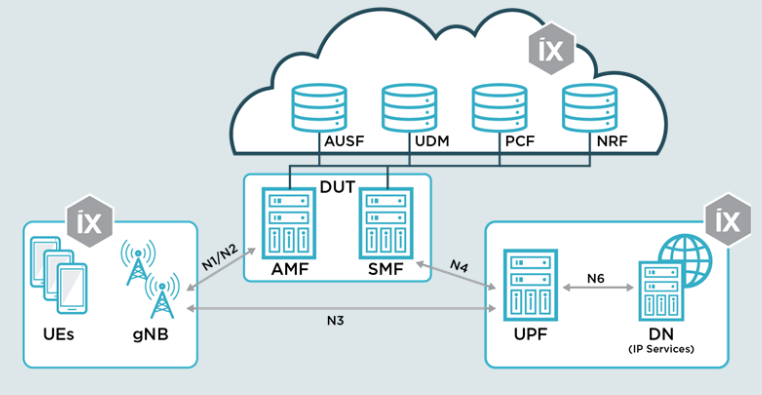 ix
AUSF
UDM
PCF
NRF
DUT
AMF
SMF
ix
UEs
gNB
N1/N2
N4
N3
ix
UPF
N6
DN
(IP Services)